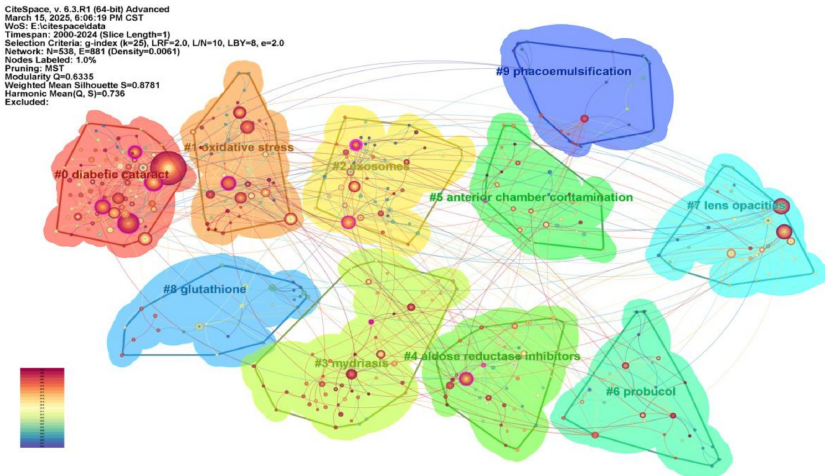 CiteSpace, v. 6.3.R1 (64-bit) Advanced
March 15, 2025, 6:06:19 PM CST
WoS: E:\citespace\data
Timespan: 2000-2024 (Slice Length=1)
Selection Criteria: g-index (k=25), LRF=2.0, L/N=10, LBY=8, e=2.0
Network: N=538, E=881 (Density=0.0061)
Nodes Labeled: 1.0%
Pruning: MST
Modularity Q=0.6335
Weighted Mean Silhouette S=0.8781
Harmonic Mean(Q, S)=0.736
Excluded:
#9 phacoemulsification
#1 oxidative stress
#0 diabetic cataract
#5 anterior chamber contamination
#7 lens opacities
#8 glutathione
#3 mydriasis
#4 aldose reductase inhibitors
#6 probucol